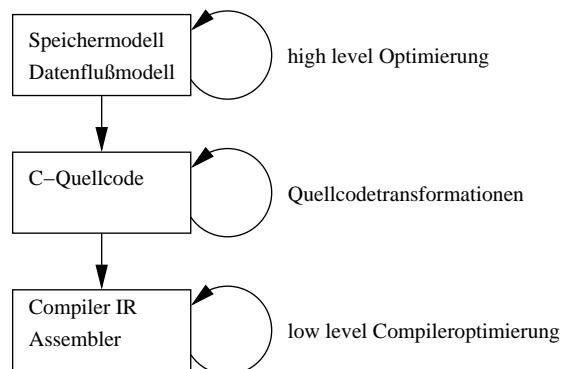 Speichermodell
Datenflußmodell
high level Optimierung
C−Quellcode
Quellcodetransformationen
Compiler IR
Assembler
low level Compileroptimierung